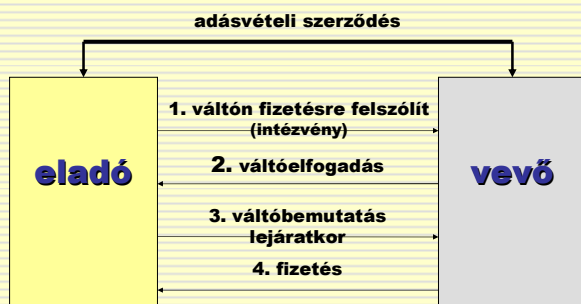 adásvételi szerződés
1. váltón fizetésre felszólít
(intézvény)
eladó
2. váltóelfogadás
vevő
3. váltóbemutatás
lejáratkor
4. fizetés